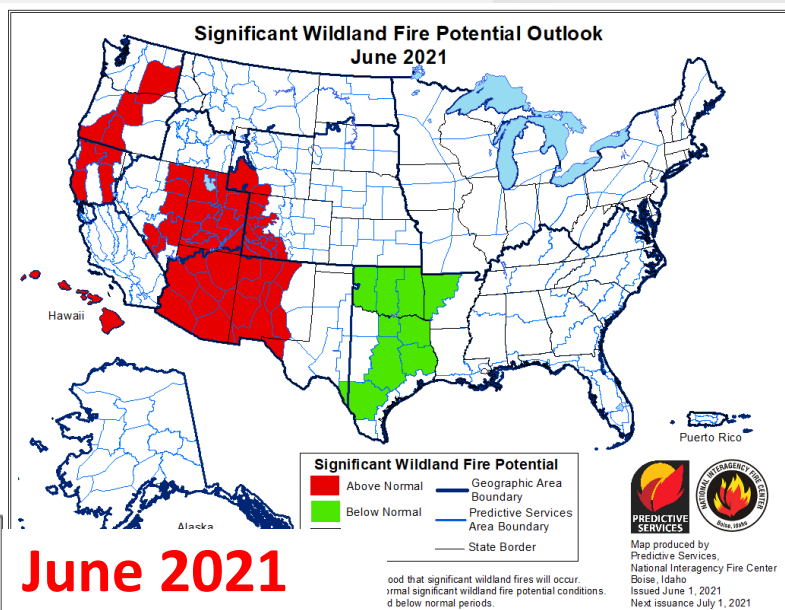 Significant Wildland Fire Potential Outlook
June 2021
Hawaii
Puerto Rico
Alaska
Significant Wildland Fire Potential
Above Normal
Below Normal
Geographic Area
Boundary
Predictive Services
Area Boundary
State Border
PREDICTIVE
SERVICES
NATIONAL INTERAGENCY FIRE CENTER
Boise, Idaho
Map produced by
Predictive Services,
National Interagency Fire Center
Boise, Idaho
Issued June 1, 2021
Next issuance July 1, 2021
that significant wildland fires will occur.
significant wildland fire potential conditions.
below normal periods.
June 2021